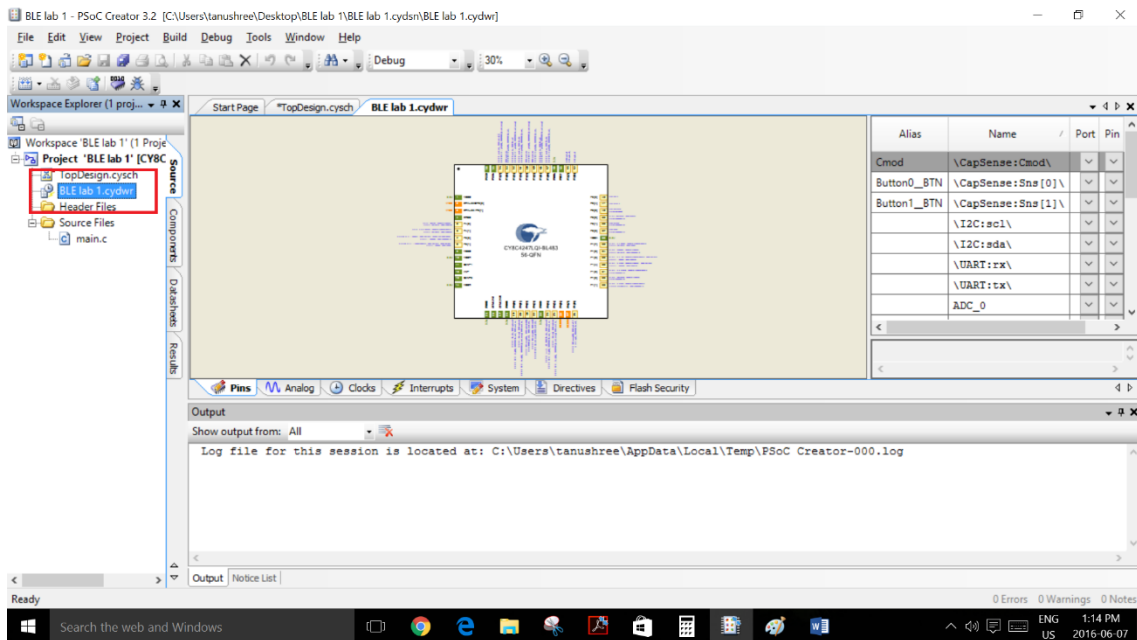 BLE lab 1 - PSoC Creator 3.2 [C:\Users\tanushree\Desktop\BLE lab 1\BLE lab 1.cydsn\BLE lab 1.cydwr]
File Edit View Project Build Debug Tools Window Help
Debug 30%
Workspace Explorer (1 proj...
Start Page *TopDesign.cysch BLE lab 1.cydwr
Workspace 'BLE lab 1' (1 Proje
Project 'BLE lab 1' [CY8C
TopDesign.cysch
BLE lab 1.cydwr
Header Files
Source Files
main.c
Source
Components
Datasheets
Results
CY8C4247LQI-BL483
56-QFN
Alias Name / Port Pin
Cmod \CapSense:Cmod\
Button0__BTN \CapSense:Sns[0]\
Button1__BTN \CapSense:Sns[1]\
\I2C:scl\
\I2C:sda\
\UART:rx\
\UART:tx\
ADC_0
Pins Analog Clocks Interrupts System Directives Flash Security
Output
Show output from: All
Log file for this session is located at: C:\Users\tanushree\AppData\Local\Temp\PSoC Creator-000.log
Output Notice List
Ready 0 Errors 0 Warnings 0 Notes
Search the web and Windows
ENG 1:14 PM
US 2016-06-07